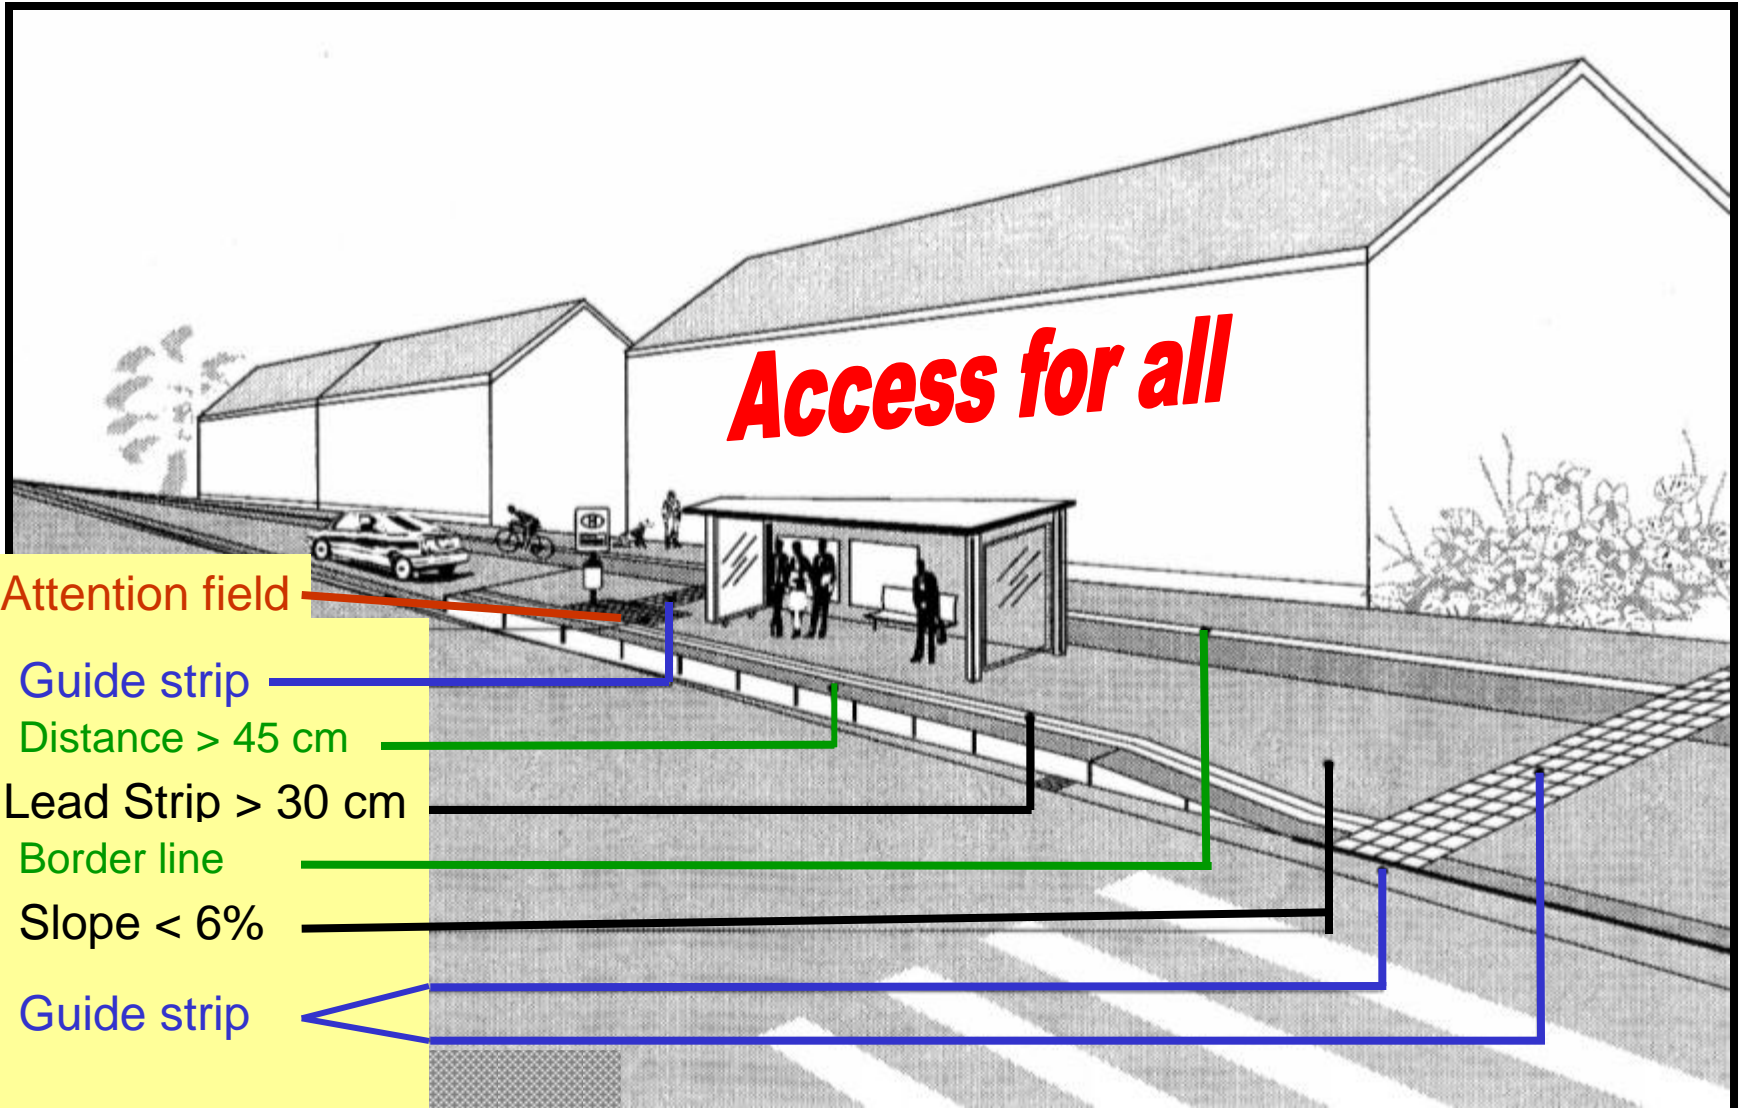 Access for all
H
Attention field
Guide strip
Distance > 45 cm
Lead Strip > 30 cm
Border line
Slope < 6%
Guide strip